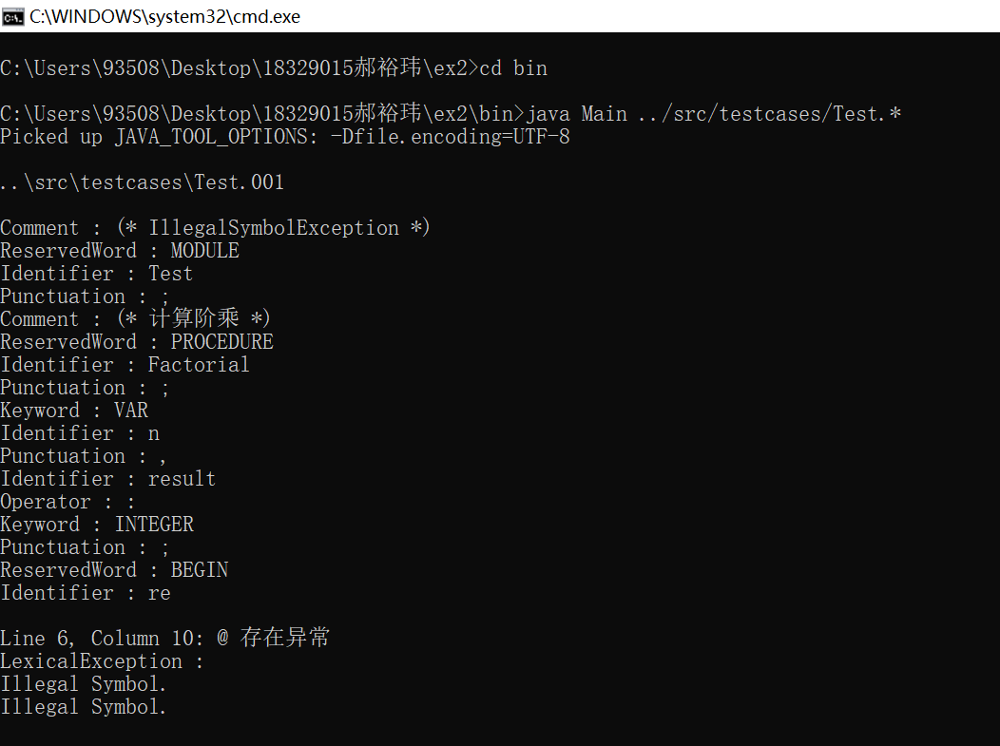 C:\WINDOWS\system32\cmd.exe
C:\Users\93508\Desktop\18329015郝裕玮\ex2>cd bin
C:\Users\93508\Desktop\18329015郝裕玮\ex2\bin>java Main ../src/testcases/Test.*
Picked up JAVA_TOOL_OPTIONS: -Dfile.encoding=UTF-8
..\src\testcases\Test.001
Comment : (* IllegalSymbolException *)
ReservedWord : MODULE
Identifier : Test
Punctuation : ;
Comment : (* 计算阶乘 *)
ReservedWord : PROCEDURE
Identifier : Factorial
Punctuation : ;
Keyword : VAR
Identifier : n
Punctuation : ,
Identifier : result
Operator : :
Keyword : INTEGER
Punctuation : ;
ReservedWord : BEGIN
Identifier : re
Line 6, Column 10: @ 存在异常
LexicalException :
Illegal Symbol.
Illegal Symbol.